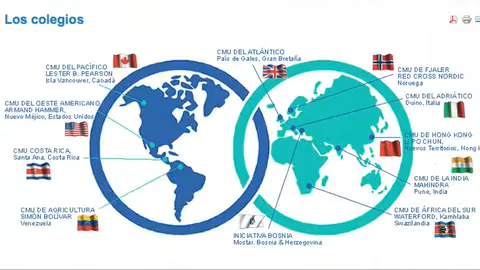 Los colegios
CMU DEL PACÍFICO
LESTER B. PEARSON
Isla Vancouver, Canadá
CMU DEL OESTE AMERICANO
ARMAND HAMMER,
Nuevo Méjico, Estados Unidos
CMU COSTA RICA,
Santa Ana, Costa Rica
CMU DE AGRICULTURA
SIMÓN BOLÍVAR
Venezuela
CMU DEL ATLÁNTICO
País de Gales, Gran Bretaña
CMU DE FJALER
RED CROSS NORDIC
Noruega
CMU DEL ADRIÁTICO
Duino, Italia
CMU DE HONG KONG
LI PO CHUN,
Nuevos Territorios, Hong K
CMU DE LA INDIA
MAHINDRA
Pune, India
CMU DE ÁFRICA DEL SUR
WATERFORD, Kamhlaba
Swazilandia
INICIATIVA BOSNIA
Mostar, Bosnia & Herzegovina